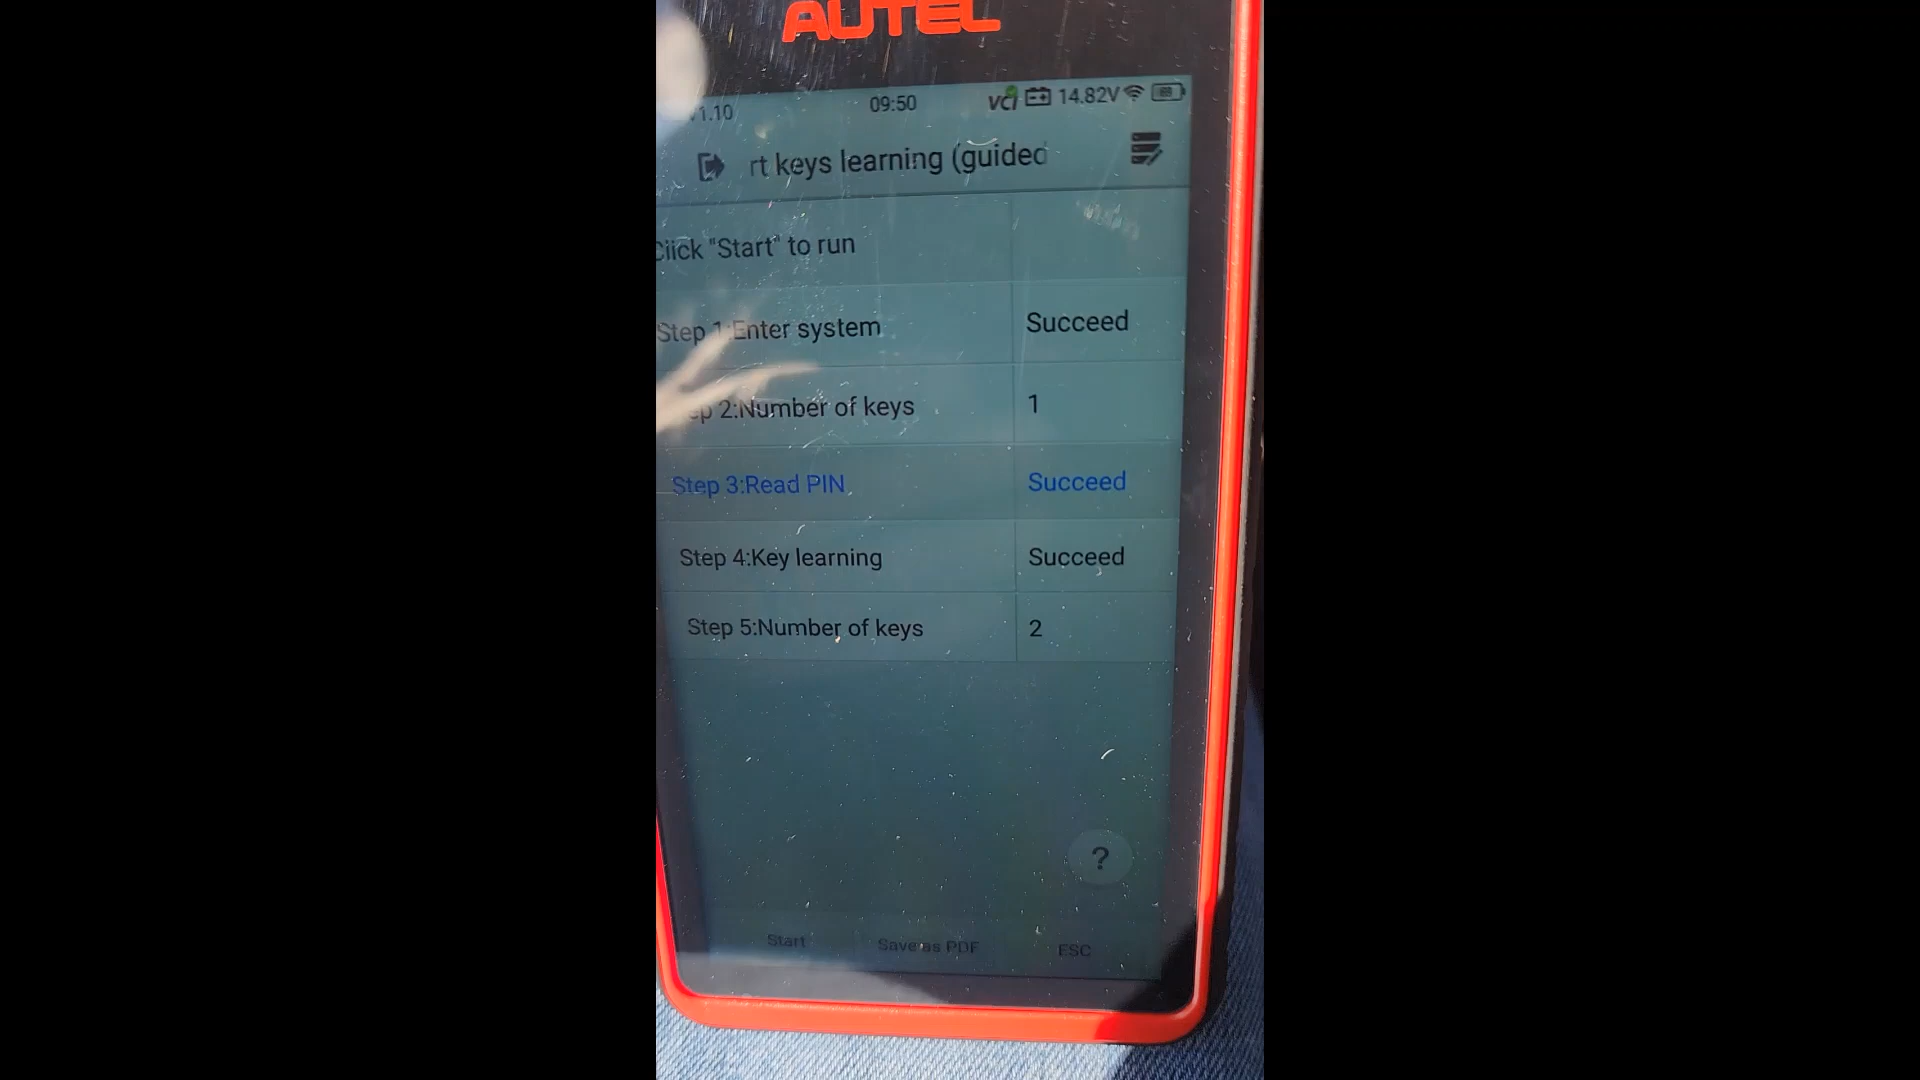 AUTEL
V1.10 09:50 VCI 14.82V
rt keys learning (guided
Click "Start" to run
Step 1:Enter system Succeed
Step 2:Number of keys 1
Step 3:Read PIN Succeed
Step 4:Key learning Succeed
Step 5:Number of keys 2
?
Start Save as PDF ESC